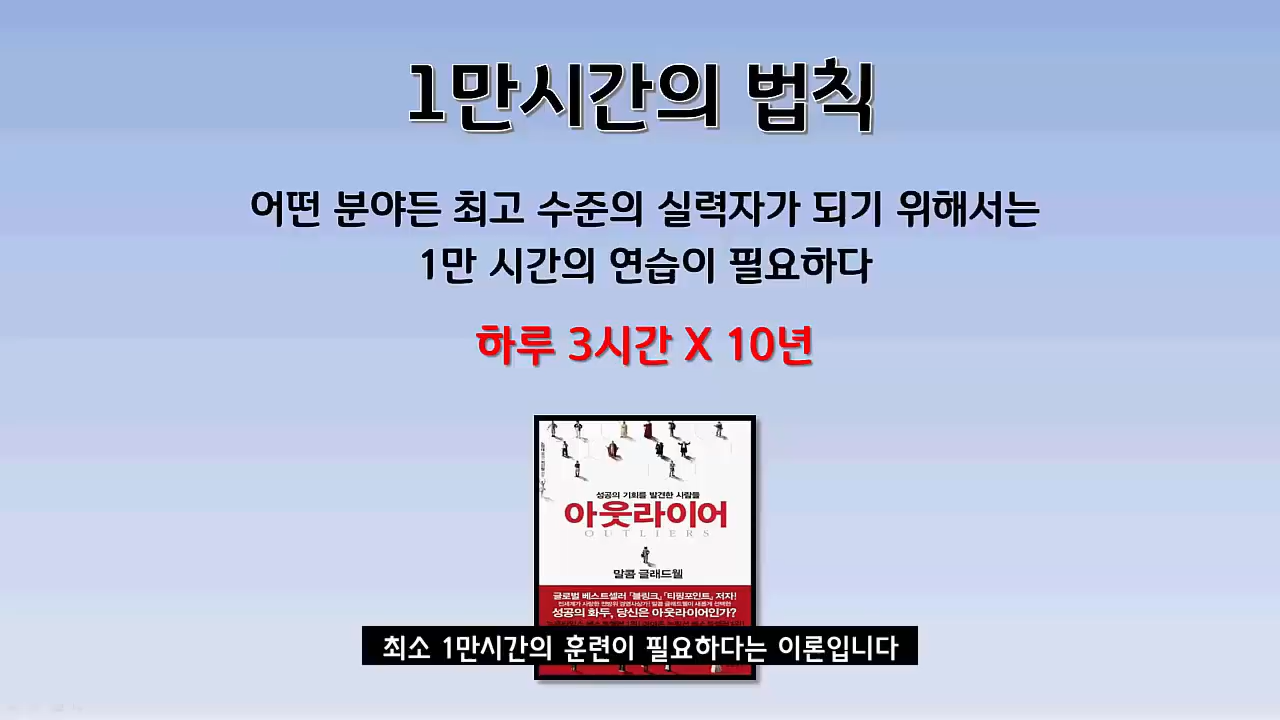 1만시간의 법칙
어떤 분야든 최고 수준의 실력자가 되기 위해서는
1만 시간의 연습이 필요하다
하루 3시간 X 10년
성공의 기회를 발견한 사람들
아웃라이어
OUTLIERS
말콤 글래드웰
글로벌 베스트셀러 「블링크」 「티핑포인트」 저자!
성공의 화두, 당신은 아웃라이어인가?
최소 1만시간의 훈련이 필요하다는 이론입니다